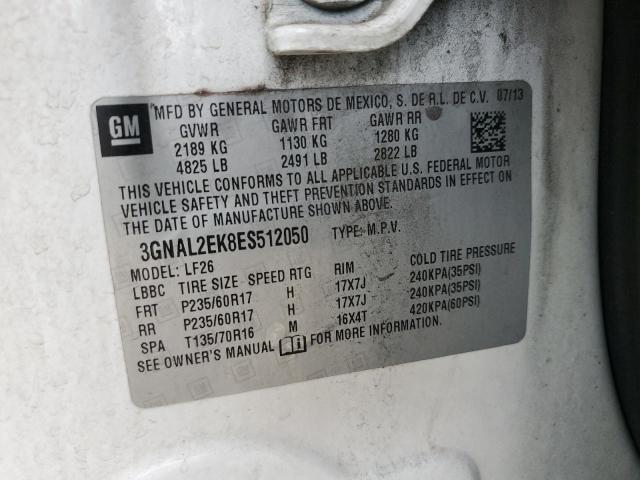 GM
MFD BY GENERAL MOTORS DE MEXICO, S. DE R.L. DE C.V. 07/13
GVWR GAWR FRT GAWR RR
2189 KG 1130 KG 1280 KG
4825 LB 2491 LB 2822 LB
THIS VEHICLE CONFORMS TO ALL APPLICABLE U.S. FEDERAL MOTOR
VEHICLE SAFETY AND THEFT PREVENTION STANDARDS IN EFFECT ON
THE DATE OF MANUFACTURE SHOWN ABOVE.
3GNAL2EK8ES512050 TYPE: M.P.V.
MODEL: LF26
LBBC TIRE SIZE SPEED RTG RIM COLD TIRE PRESSURE
FRT P235/60R17 H 17X7J 240KPA(35PSI)
RR P235/60R17 H 17X7J 240KPA(35PSI)
SPA T135/70R16 M 16X4T 420KPA(60PSI)
SEE OWNER'S MANUAL FOR MORE INFORMATION.